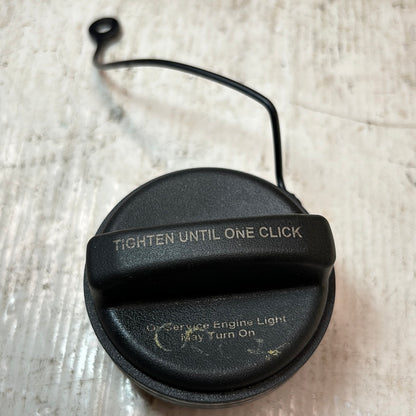 TIGHTEN UNTIL ONE CLICK
Or Service Engine Light
May Turn On